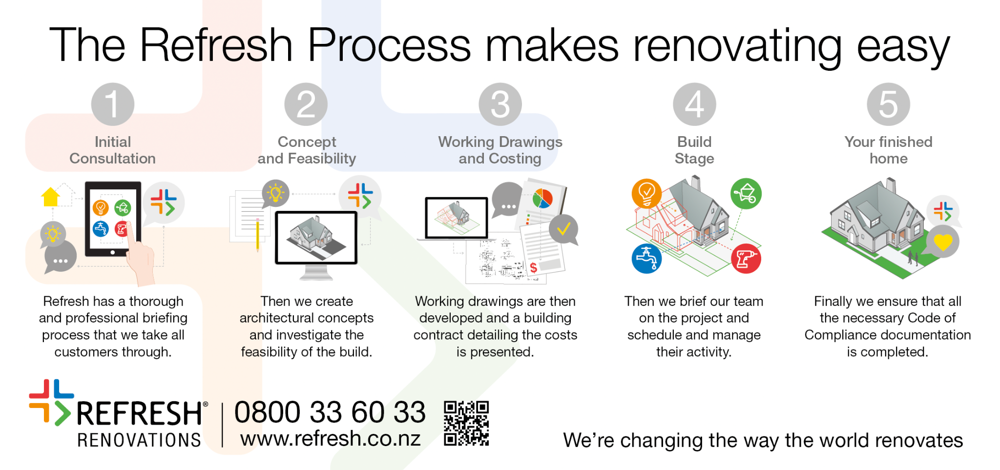 The Refresh Process makes renovating easy
1
Initial
Consultation
Refresh has a thorough
and professional briefing
process that we take all
customers through.
2
Concept
and Feasibility
Then we create
architectural concepts
and investigate the
feasibility of the build.
3
Working Drawings
and Costing
$
Working drawings are then
developed and a building
contract detailing the costs
is presented.
4
Build
Stage
Then we brief our team
on the project and
schedule and manage
their activity.
5
Your finished
home
Finally we ensure that all
the necessary Code of
Compliance documentation
is completed.
REFRESH®
RENOVATIONS
0800 33 60 33
www.refresh.co.nz
We’re changing the way the world renovates